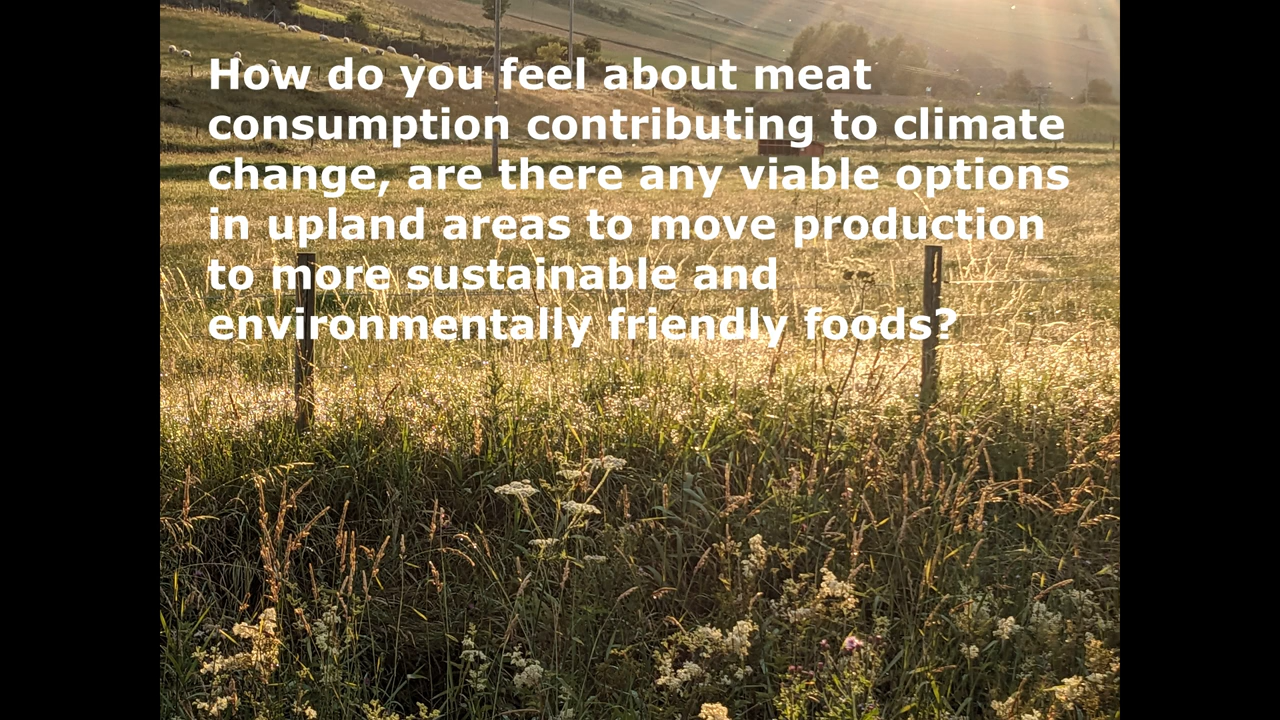 How do you feel about meat
consumption contributing to climate
change, are there any viable options
in upland areas to move production
to more sustainable and
environmentally friendly foods?